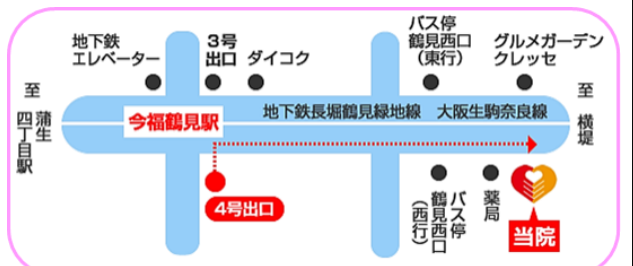 地下鉄
エレベーター
3号
出口
ダイコク
バス停
鶴見西口
(東行)
グルメガーデン
クレッセ
至
蒲生
四丁目駅
今福鶴見駅
地下鉄長堀鶴見緑地線
大阪生駒奈良線
至
横堤
4号出口
バス停
鶴見西口
(西行)
薬局
当院